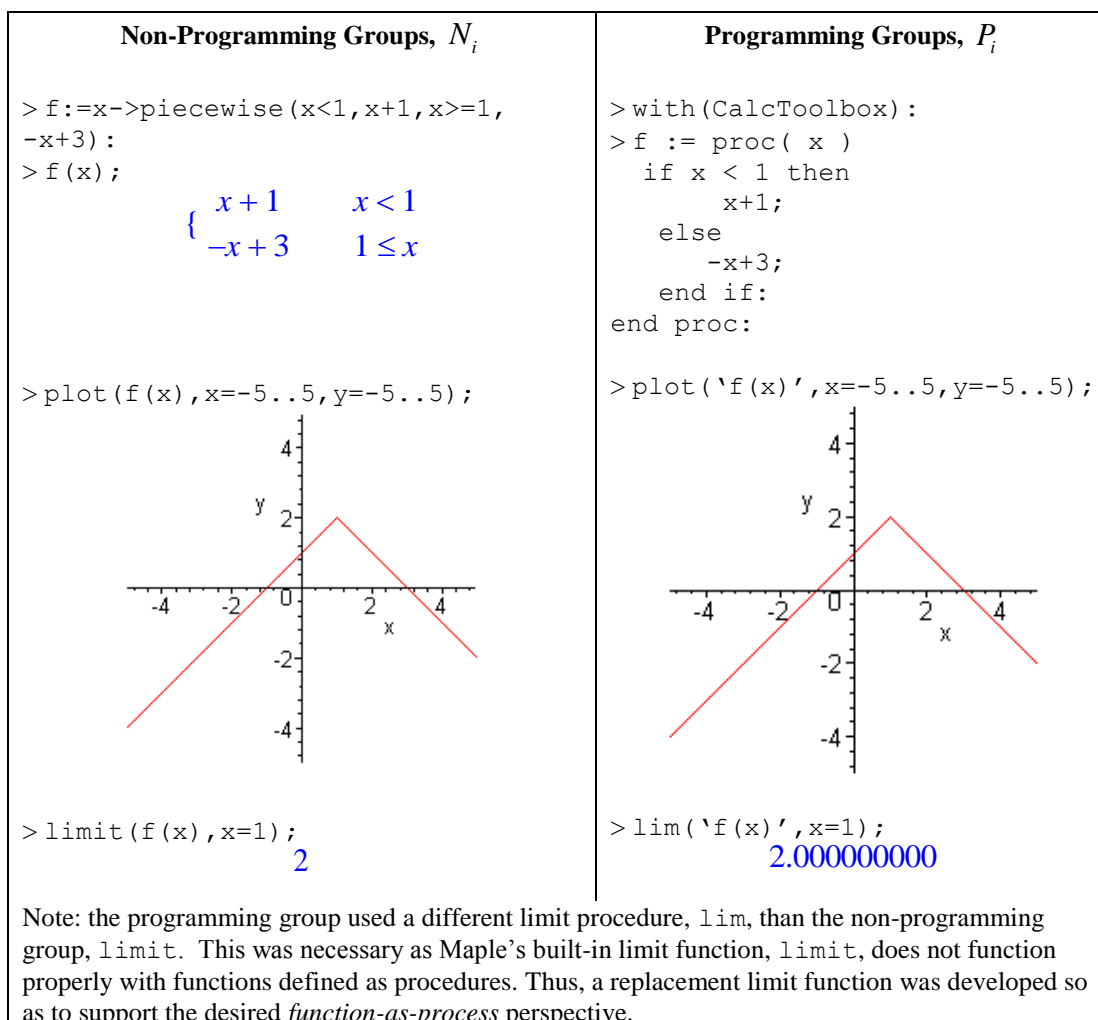 Non-Programming Groups, N_i
> f:=x->piecewise(x<1,x+1,x>=1,
-x+3):
> f(x);
{ x + 1 x < 1
−x + 3 1 ≤ x
> plot(f(x),x=-5..5,y=-5..5);
4
y
2
-4 -2 0 2 4
x
-2
-4
> limit(f(x),x=1);
2
Programming Groups, P_i
> with(CalcToolbox):
> f := proc( x )
if x < 1 then
x+1;
else
-x+3;
end if:
end proc:
> plot(‘f(x)’,x=-5..5,y=-5..5);
4
y
2
-4 -2 0 2 4
x
-2
-4
> lim(‘f(x)’,x=1);
2.000000000
Note: the programming group used a different limit procedure, lim, than the non-programming
group, limit. This was necessary as Maple’s built-in limit function, limit, does not function
properly with functions defined as procedures. Thus, a replacement limit function was developed so
as to support the desired function-as-process perspective.